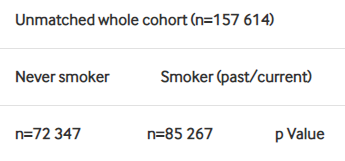 Unmatched whole cohort (n=157 614)
Never smoker Smoker (past/current)
n=72 347 n=85 267 p Value